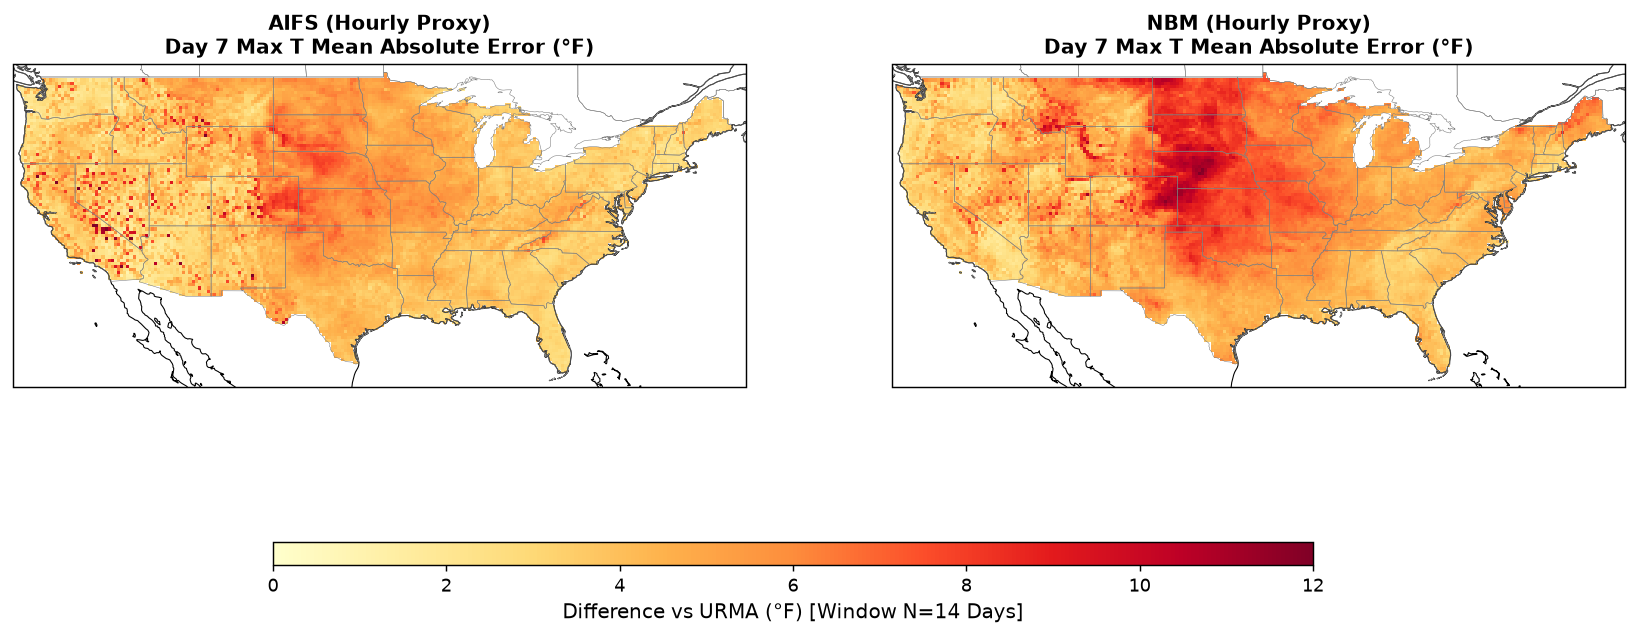 AIFS (Hourly Proxy)
Day 7 Max T Mean Absolute Error (°F)
NBM (Hourly Proxy)
Day 7 Max T Mean Absolute Error (°F)
0 2 4 6 8 10 12
Difference vs URMA (°F) [Window N=14 Days]